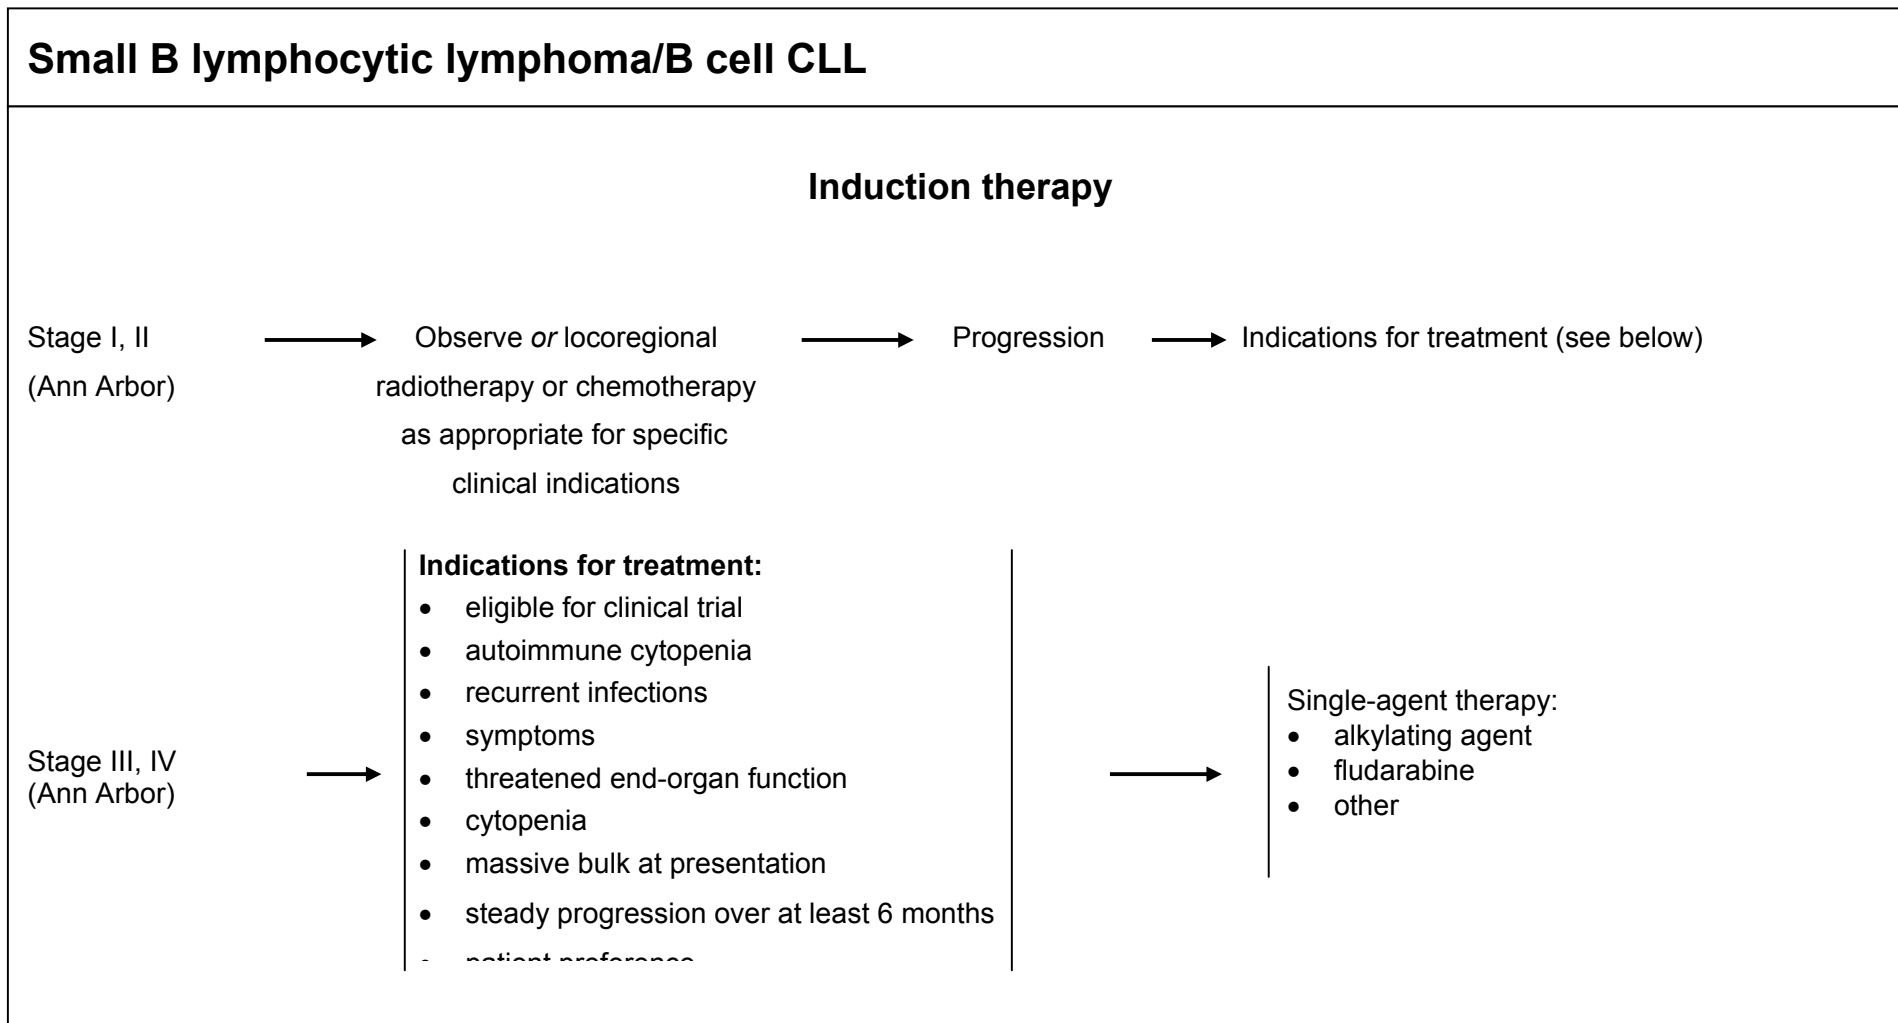 Small B lymphocytic lymphoma/B cell CLL
Induction therapy
Stage I, II
(Ann Arbor)
Observe or locoregional
radiotherapy or chemotherapy
as appropriate for specific
clinical indications
Progression
Indications for treatment (see below)
Stage III, IV
(Ann Arbor)
Indications for treatment:
• eligible for clinical trial
• autoimmune cytopenia
• recurrent infections
• symptoms
• threatened end-organ function
• cytopenia
• massive bulk at presentation
• steady progression over at least 6 months
• patient preference
Single-agent therapy:
• alkylating agent
• fludarabine
• other